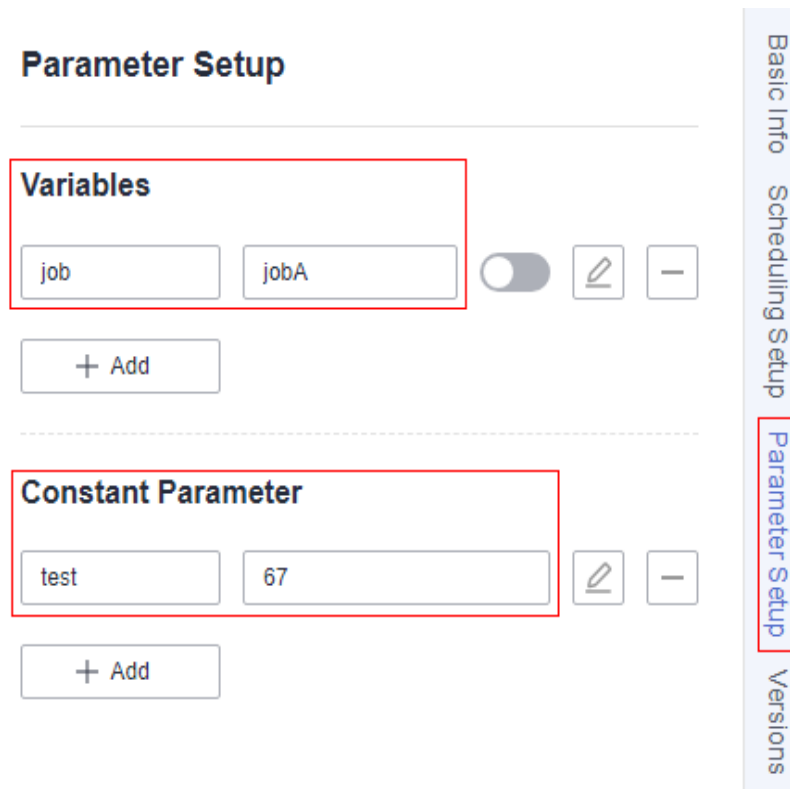 Parameter Setup
Variables
job
jobA
+ Add
Constant Parameter
test
67
+ Add
Basic Info
Scheduling Setup
Parameter Setup
Versions